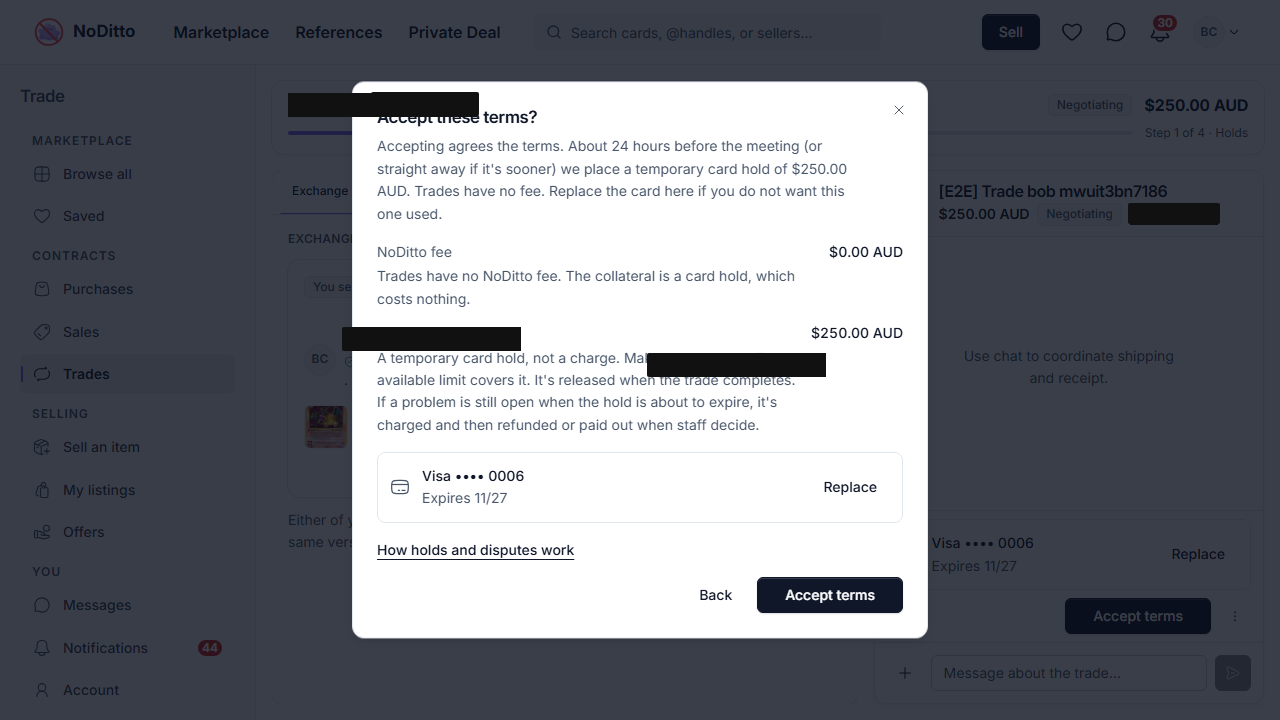 NoDitto
Marketplace
References
Private Deal
Search cards, @handles, or sellers...
Sell
30
BC
Trade
MARKETPLACE
Browse all
Saved
CONTRACTS
Purchases
Sales
Trades
SELLING
Sell an item
My listings
Offers
YOU
Messages
Notifications
44
Account
Negotiating
$250.00 AUD
Step 1 of 4 · Holds
Exchange
EXCHANG
You se
BC
Either of y
same vers
Accept these terms?
Accepting agrees the terms. About 24 hours before the meeting (or
straight away if it's sooner) we place a temporary card hold of $250.00
AUD. Trades have no fee. Replace the card here if you do not want this
one used.
NoDitto fee
$0.00 AUD
Trades have no NoDitto fee. The collateral is a card hold, which
costs nothing.
$250.00 AUD
A temporary card hold, not a charge.
available limit covers it. It's released when the trade completes.
If a problem is still open when the hold is about to expire, it's
charged and then refunded or paid out when staff decide.
Visa •••• 0006
Expires 11/27
Replace
How holds and disputes work
Back
Accept terms
[E2E] Trade bob mwuit3bn7186
$250.00 AUD
Negotiating
Use chat to coordinate shipping
and receipt.
Visa •••• 0006
Expires 11/27
Replace
Accept terms
Message about the trade...